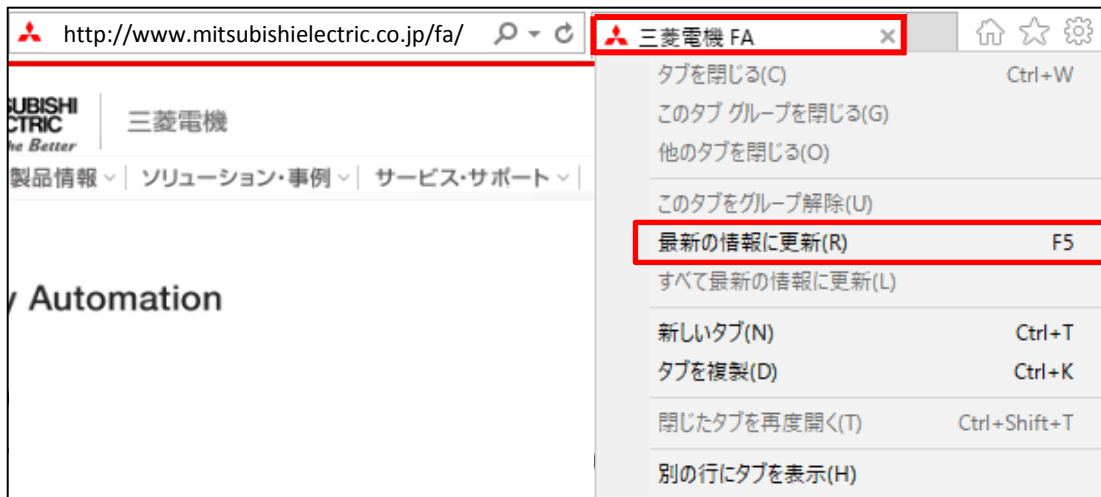 http://www.mitsubishielectric.co.jp/fa/
三菱電機 FA
SUBISHI
CTRIC
he Better
三菱電機
製品情報
ソリューション・事例
サービス・サポート
y Automation
タブを閉じる(C) Ctrl+W
このタブ グループを閉じる(G)
他のタブを閉じる(O)
このタブをグループ解除(U)
最新の情報に更新(R) F5
すべて最新の情報に更新(L)
新しいタブ(N) Ctrl+T
タブを複製(D) Ctrl+K
閉じたタブを再度開く(T) Ctrl+Shift+T
別の行にタブを表示(H)